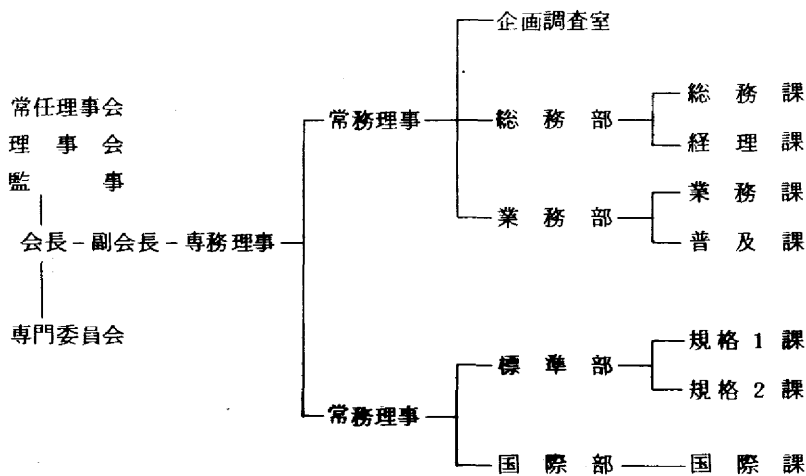 企画調査室
常任理事会
理事会
監事
常務理事
総務部
総務課
経理課
業務部
業務課
普及課
会長－副会長－専務理事
専門委員会
常務理事
標準部
規格1課
規格2課
国際部
国際課